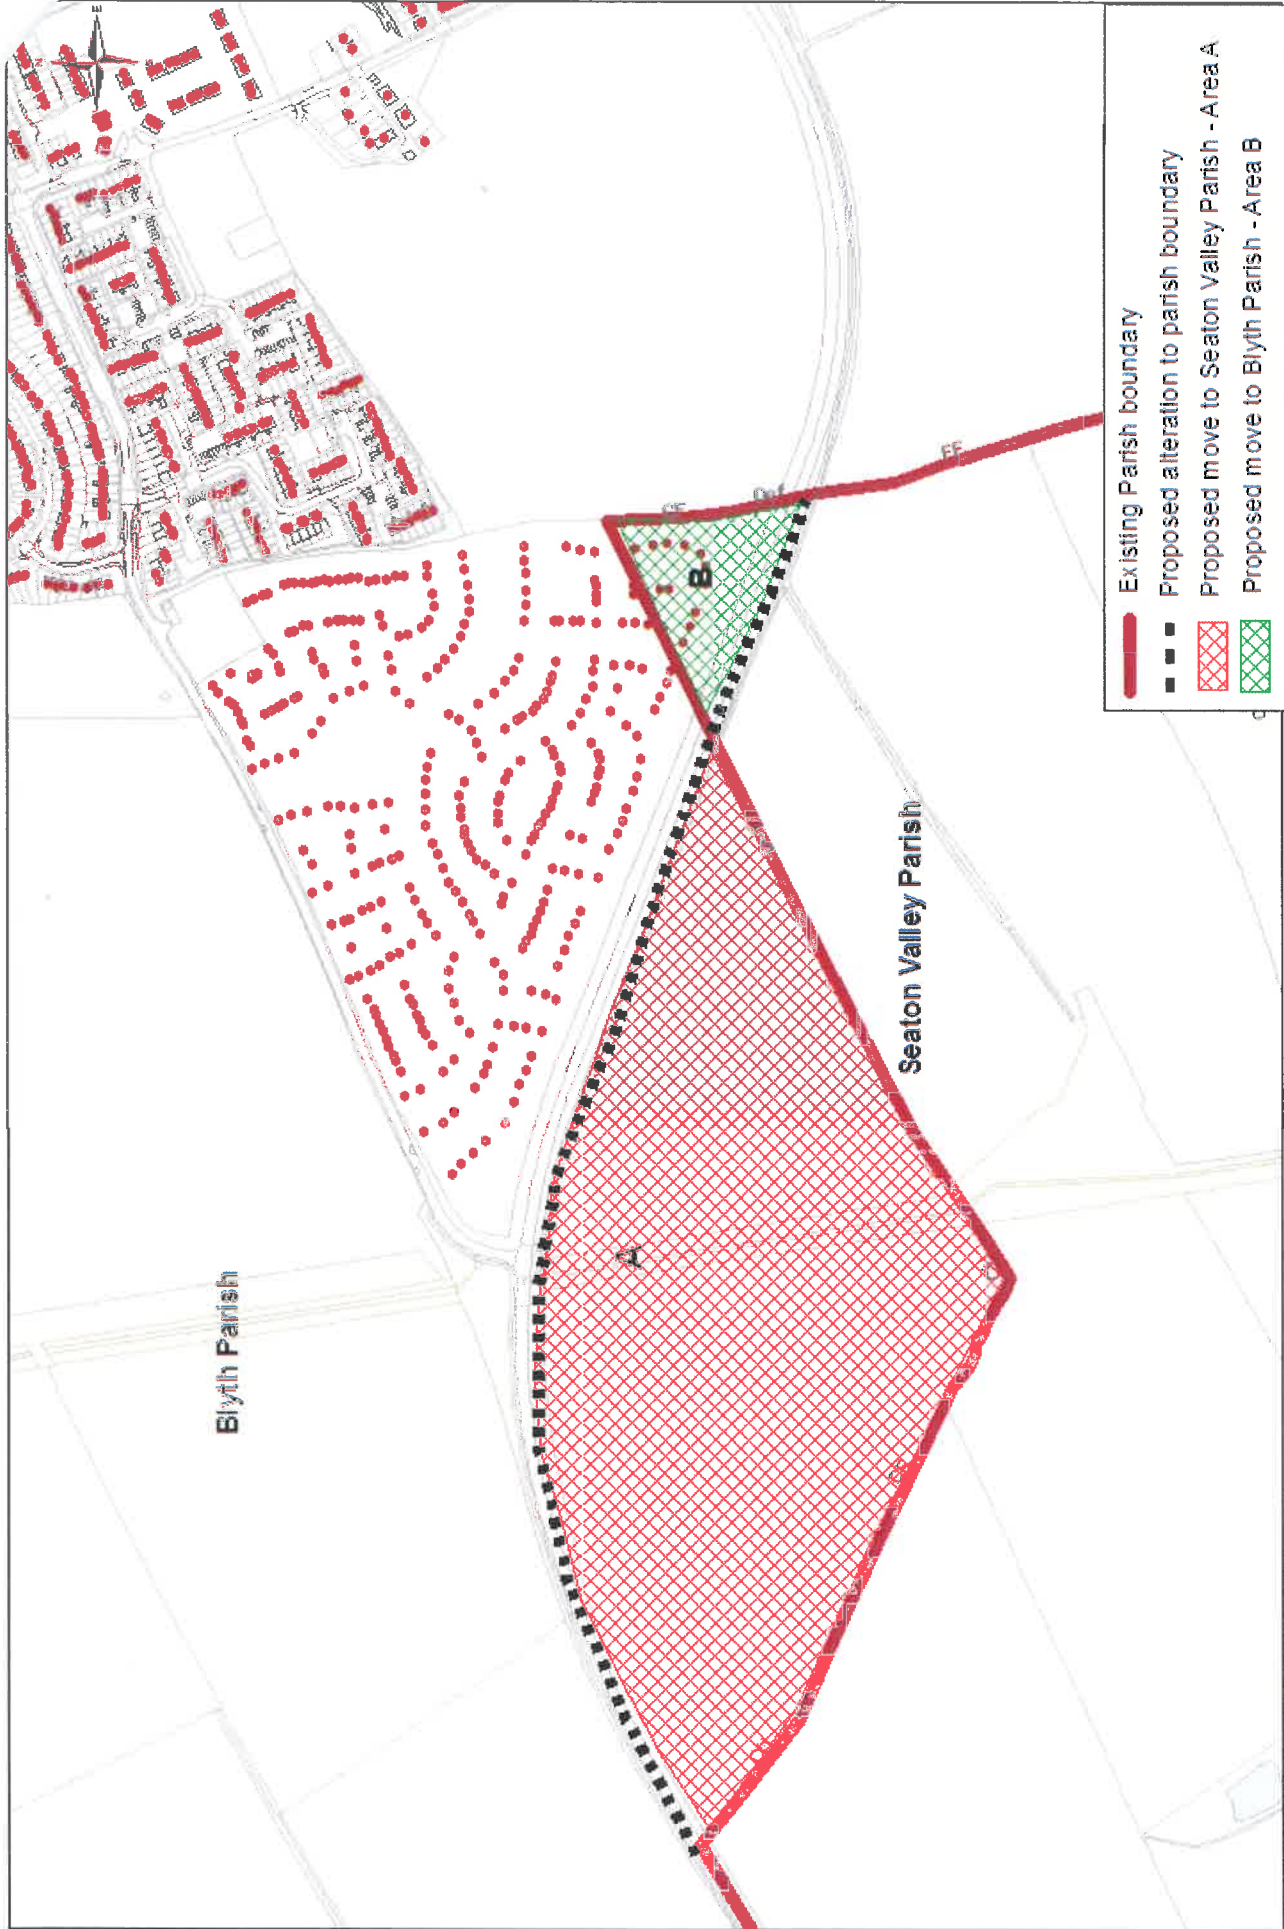 Blyth Parish
A
B
Seaton Valley Parish
FF
Existing Parish boundary
Proposed alteration to parish boundary
Proposed move to Seaton Valley Parish - Area A
Proposed move to Blyth Parish - Area B